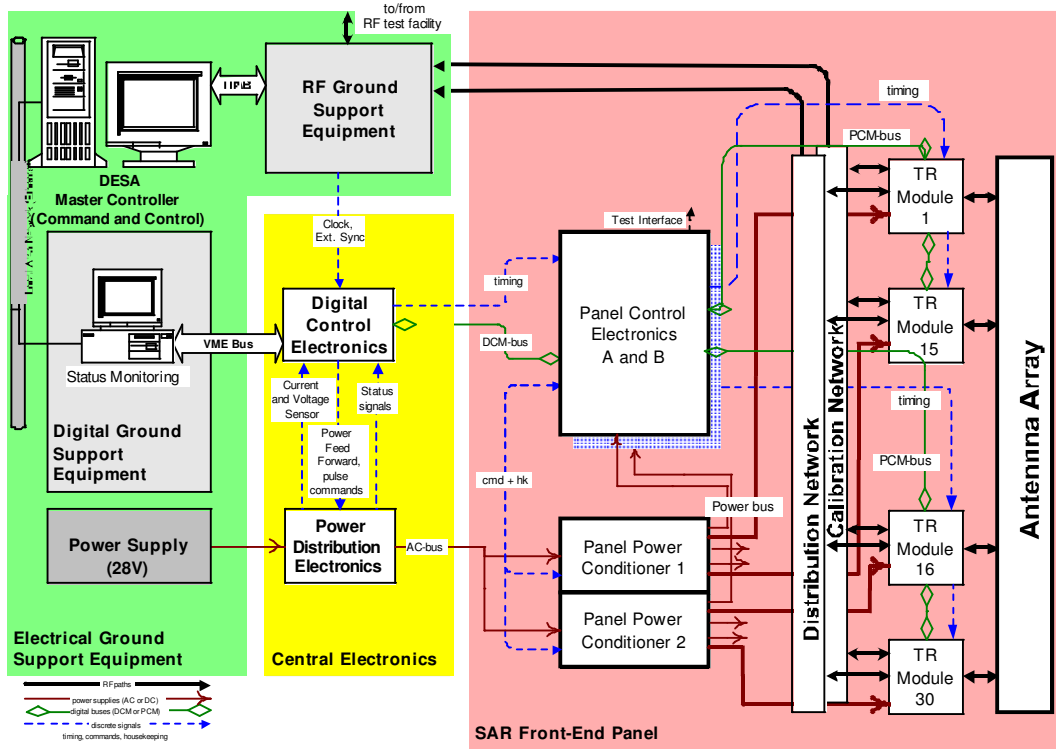 to/from
RF test facility
RF Ground
Support
Equipment
DESA
Master Controller
(Command and Control)
Clock,
Ext. Sync
Status Monitoring
Digital Ground
Support
Equipment
VME Bus
Digital
Control
Electronics
Current
and Voltage
Sensor
Status
signals
Power
Feed
Forward,
pulse
commands
Power Supply
(28V)
Power
Distribution
Electronics
AC-bus
Electrical Ground
Support Equipment
Central Electronics
timing
DCM-bus
cmd + hk
Test Interface
Panel Control
Electronics
A and B
Power bus
Panel Power
Conditioner 1
Panel Power
Conditioner 2
Distribution Network
Calibration Network
timing
PCM-bus
TR
Module
1
TR
Module
15
timing
PCM-bus
TR
Module
16
TR
Module
30
Antennna Array
SAR Front-End Panel
RF paths
power supplies (AC or DC)
digital buses (DCM or PCM)
discrete signals
timing, commands, housekeeping